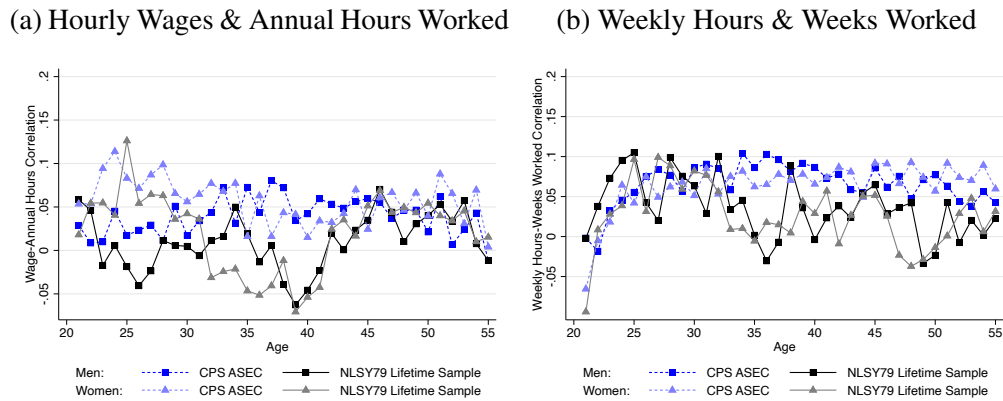 (a) Hourly Wages & Annual Hours Worked
(b) Weekly Hours & Weeks Worked
Wage-Annual Hours Correlation
.2
.15
.1
.05
0
-.05
20 25 30 35 40 45 50 55
Age
Men: CPS ASEC NLSY79 Lifetime Sample
Women: CPS ASEC NLSY79 Lifetime Sample
Weekly Hours-Weeks Worked Correlation
.2
.15
.1
.05
0
-.05
20 25 30 35 40 45 50 55
Age
Men: CPS ASEC NLSY79 Lifetime Sample
Women: CPS ASEC NLSY79 Lifetime Sample